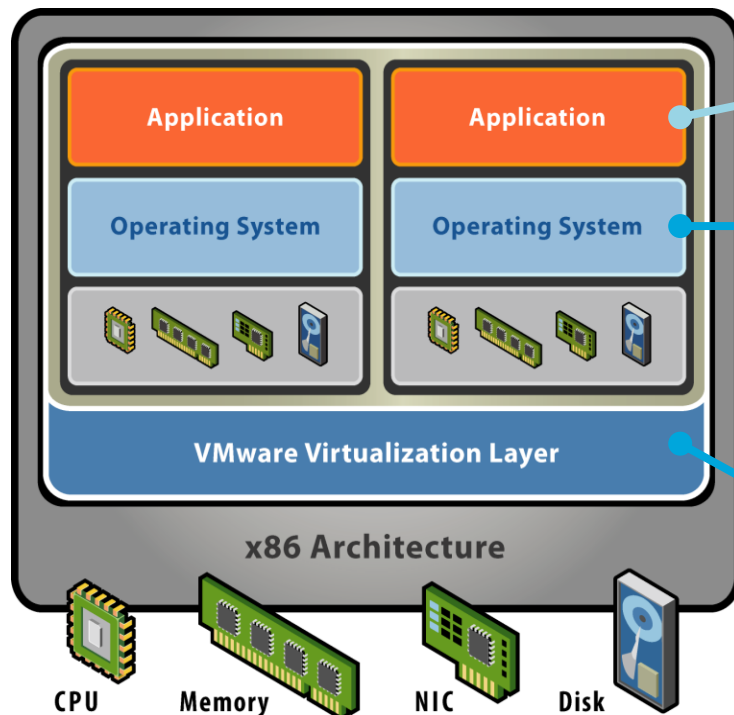 Application
Application
Operating System
Operating System
VMware Virtualization Layer
x86 Architecture
CPU
Memory
NIC
Disk